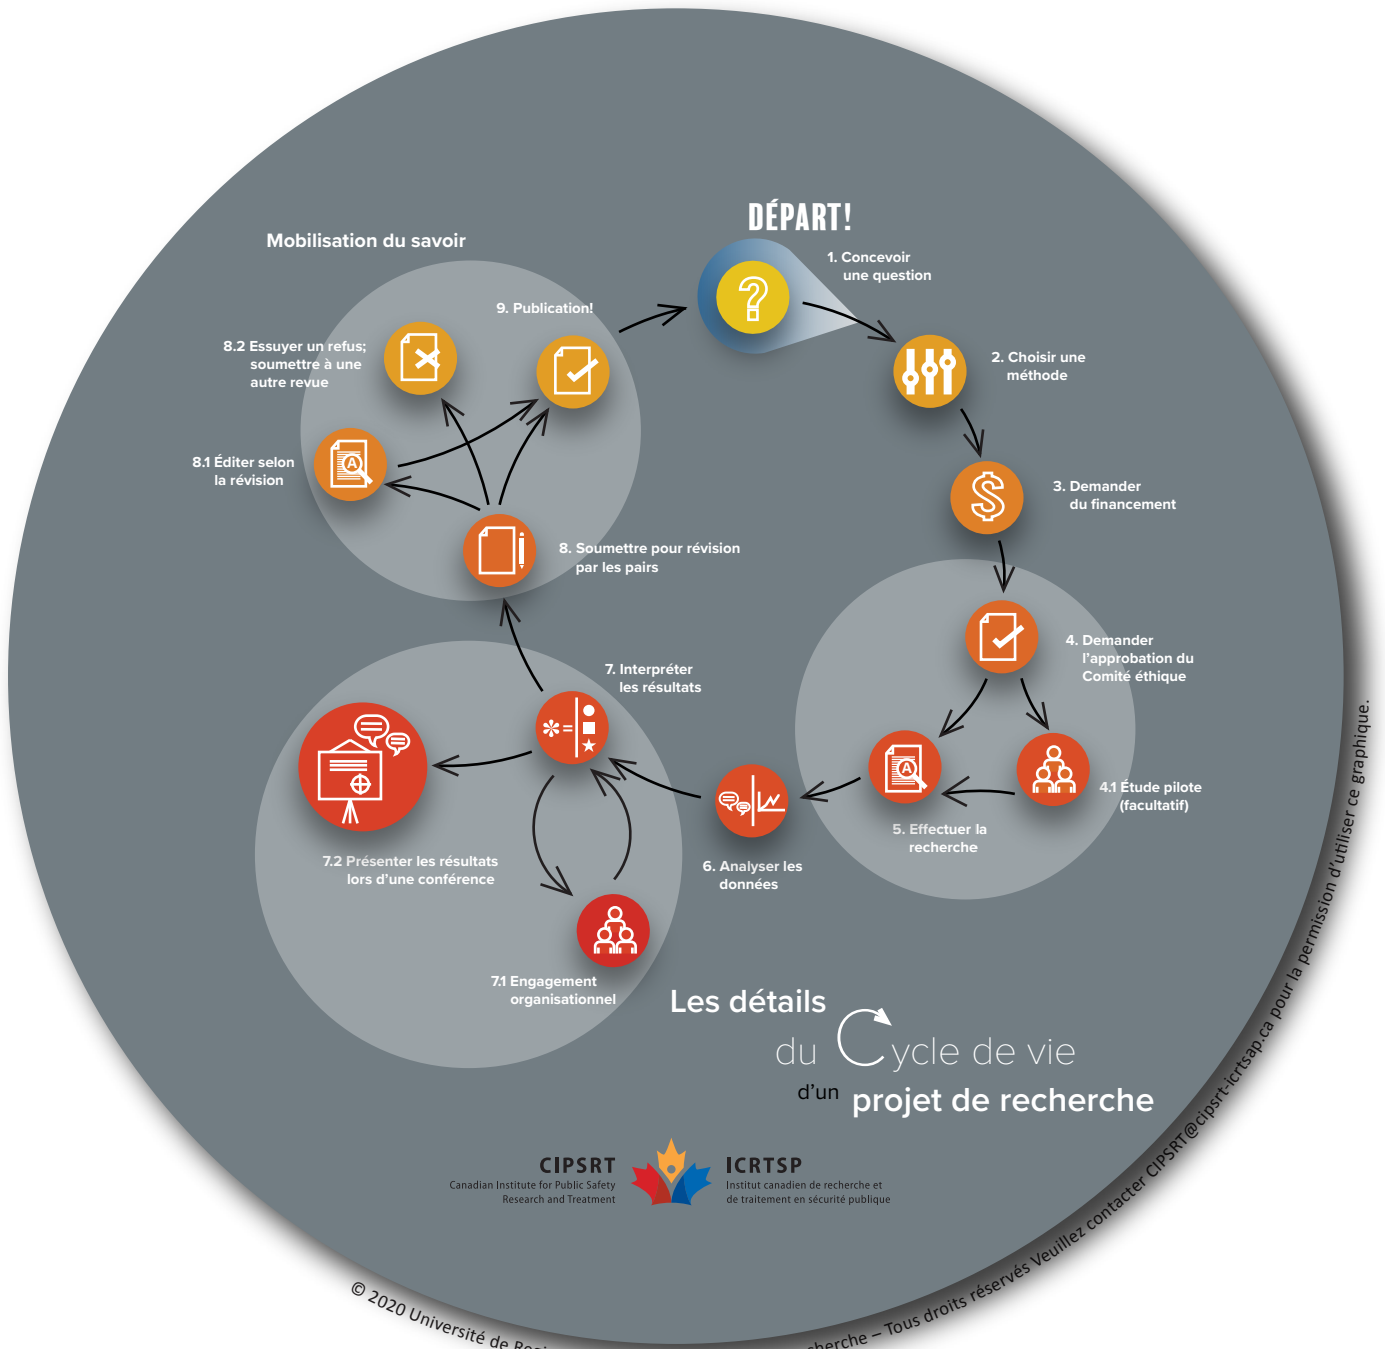 DÉPART!
Mobilisation du savoir
1. Concevoir
une question
9. Publication!
8.2 Essuyer un refus;
soumettre à une
autre revue
2. Choisir une
méthode
8.1 Éditer selon
la révision
3. Demander
du financement
8. Soumettre pour révision
par les pairs
4. Demander
l'approbation du
Comité éthique
7. Interpréter
les résultats
*=
A
A
4.1 Étude pilote
(facultatif)
5. Effectuer la
recherche
7.2 Présenter les résultats
lors d'une conférence
6. Analyser les
données
7.1 Engagement
organisationnel
Les détails
du Cycle de vie
d'un projet de recherche
CIPSRT
Canadian Institute for Public Safety
Research and Treatment
ICRTSP
Institut canadien de recherche et
de traitement en sécurité publique
© 2020 Université de
– Tous droits réservés Veuillez contacter CIPSRT@cipsrt-icrtsap.ca pour la permission d'utiliser ce graphique.